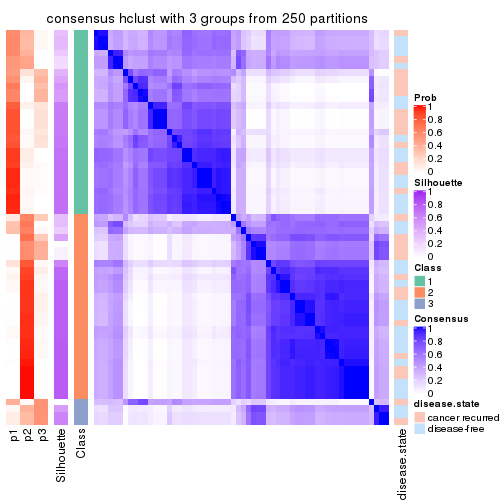 consensus hclust with 3 groups from 250 partitions
Prob
1
0.8
0.6
0.4
0.2
0
Silhouette
1
0.8
0.6
0.4
0.2
0
Class
1
2
3
Consensus
1
0.8
0.6
0.4
0.2
0
disease.state
cancer recurred
disease-free
p1
p2
p3
Silhouette
Class
disease.state